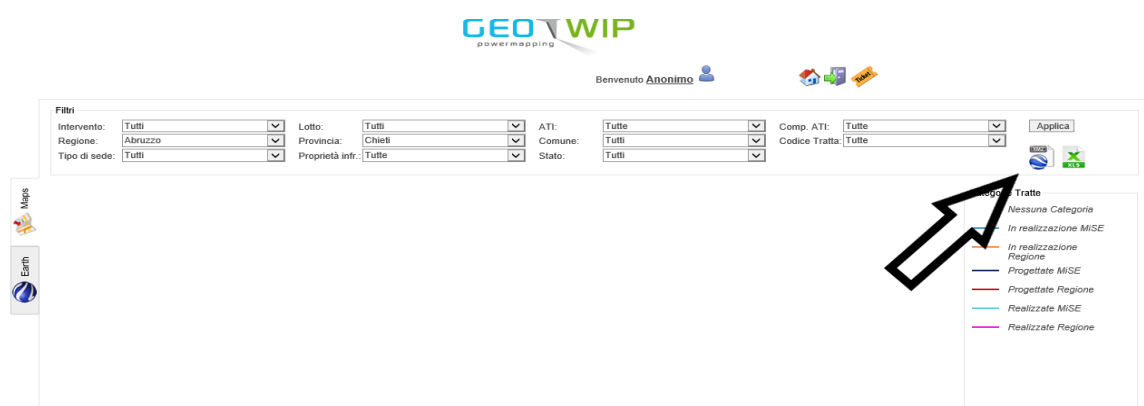 GEO WIP
powermapping
Benvenuto Anonimo
Ticket
Filtri
Intervento: Tutti Lotto: Tutti ATI: Tutte Comp. ATI: Tutte Applica
Regione: Abruzzo Provincia: Chieti Comune: Tutti Codice Tratta: Tutte
Tipo di sede: Tutti Proprietà infr.: Tutte Stato: Tutti
KMZ
XLS
Maps
Earth
Tratte
Nessuna Categoria
In realizzazione MiSE
In realizzazione
Regione
Progettate MiSE
Progettate Regione
Realizzate MiSE
Realizzate Regione